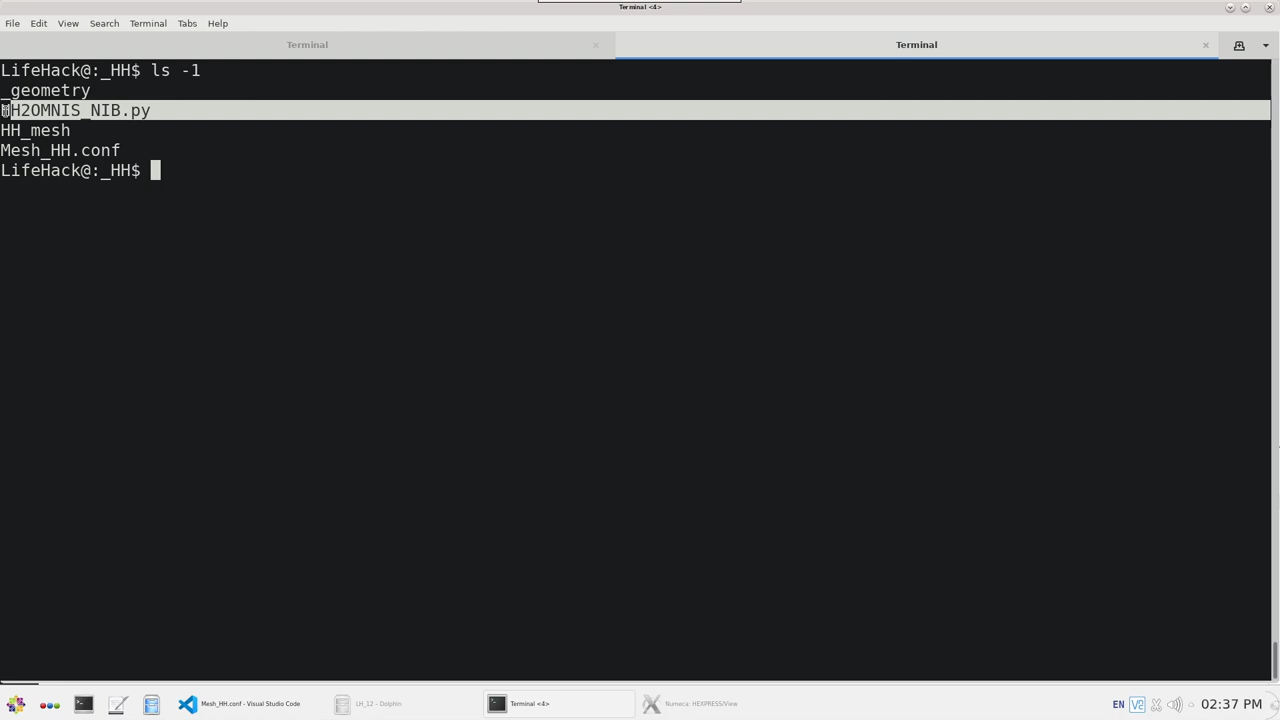 Terminal <4>
File Edit View Search Terminal Tabs Help
Terminal
Terminal
LifeHack@:_HH$ ls -1
_geometry
HH2OMNIS_NIB.py
HH_mesh
Mesh_HH.conf
LifeHack@:_HH$
Mesh_HH.conf - Visual Studio Code
LH_12 - Dolphin
Terminal <4>
Numeca: HEXPRESS/View
EN
V2
02:37 PM